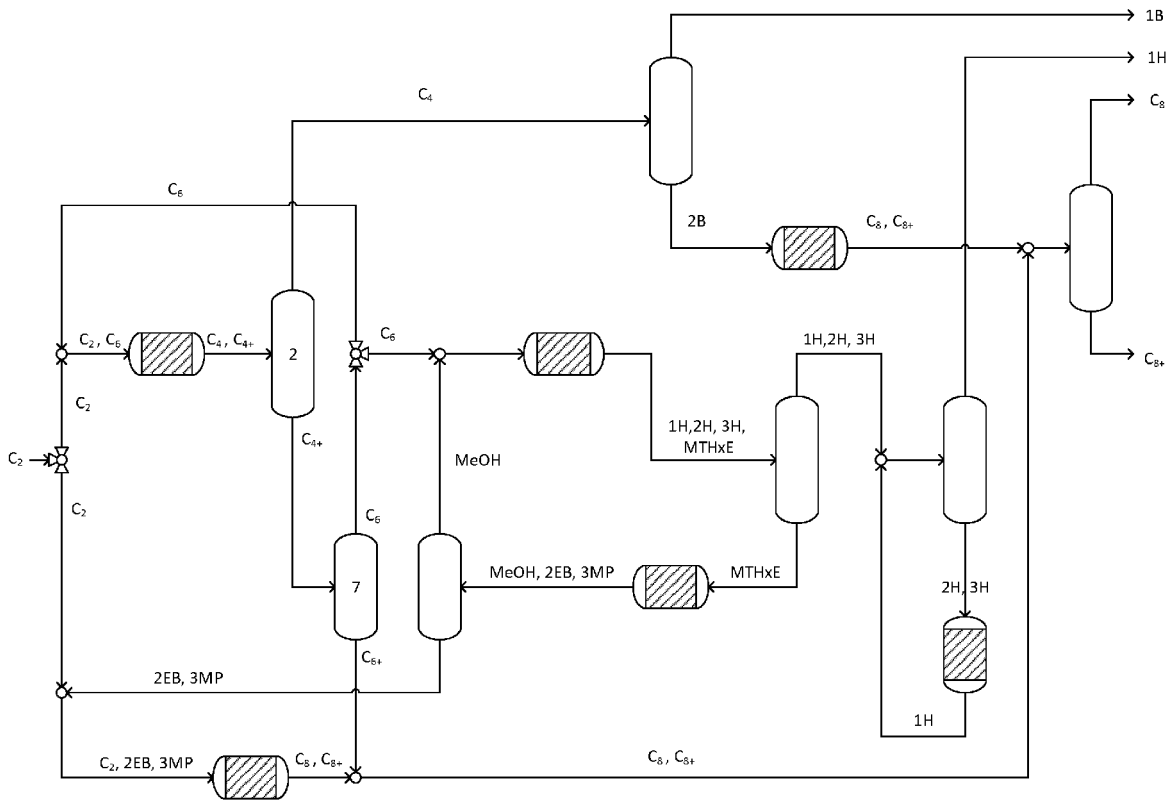 1B
1H
C₄
C₈
C₆
2B
C₈, C₈₊
C₂, C₆
C₄, C₄₊
2
C₆
1H,2H, 3H
C₈₊
C₂
C₄₊
1H,2H, 3H,
MTHxE
C₂
MeOH
C₂
C₆
7
MeOH, 2EB, 3MP
MTHxE
2H, 3H
C₆₊
2EB, 3MP
1H
C₂, 2EB, 3MP
C₈, C₈₊
C₈, C₈₊